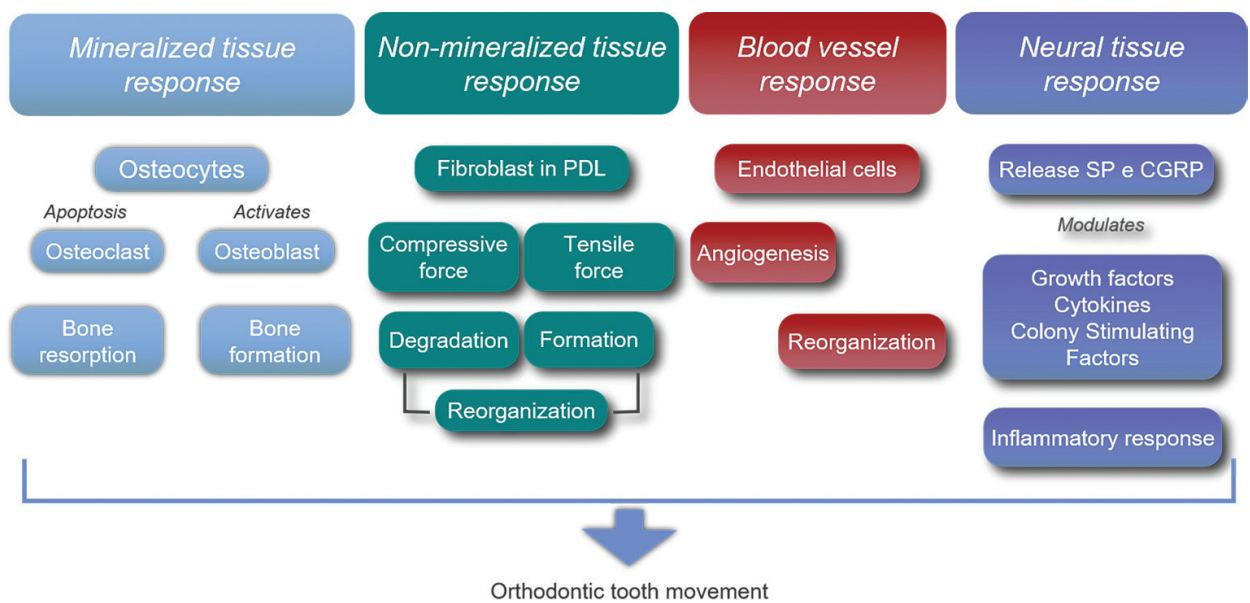 Mineralized tissue
response
Non-mineralized tissue
response
Blood vessel
response
Neural tissue
response
Osteocytes
Apoptosis
Activates
Osteoclast
Osteoblast
Bone
resorption
Bone
formation
Fibroblast in PDL
Compressive
force
Tensile
force
Degradation
Formation
Reorganization
Endothelial cells
Angiogenesis
Reorganization
Release SP e CGRP
Modulates
Growth factors
Cytokines
Colony Stimulating
Factors
Inflammatory response
Orthodontic tooth movement